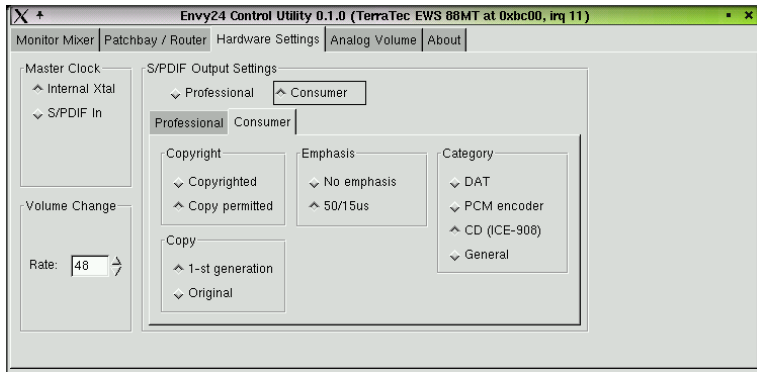 Envy24 Control Utility 0.1.0 (TerraTec EWS 88MT at 0xbc00, irq 11)
Monitor Mixer Patchbay / Router Hardware Settings Analog Volume About
Master Clock
Internal Xtal
S/PDIF In
Volume Change
Rate: 48
S/PDIF Output Settings
Professional Consumer
Professional Consumer
Copyright
Copyrighted
Copy permitted
Copy
1-st generation
Original
Emphasis
No emphasis
50/15us
Category
DAT
PCM encoder
CD (ICE-908)
General